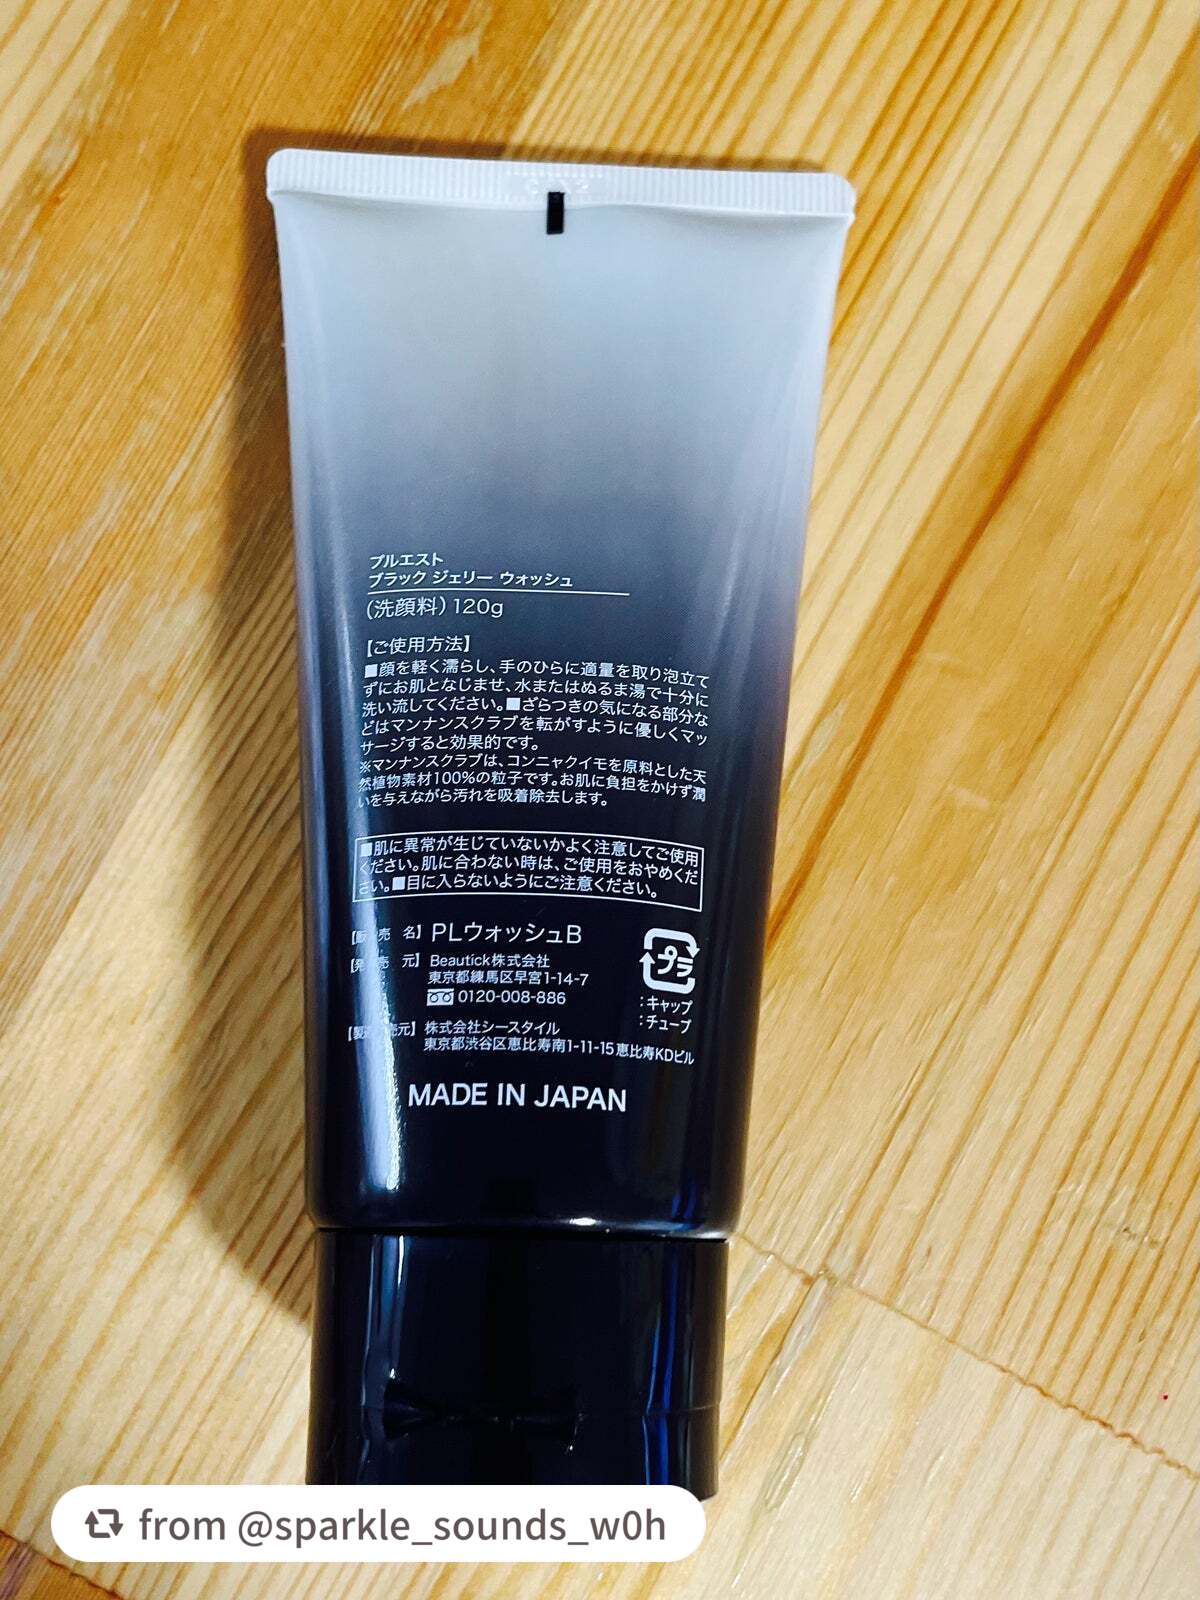 プルエスト
ブラック ジェリー ウォッシュ
(洗顔料) 120g
【ご使用方法】
■顔を軽く濡らし、手のひらに適量を取り泡立て
ずにお肌となじませ、水またはぬるま湯で十分に
洗い流してください。■ざらつきの気になる部分な
どはマンナンスクラブを転がすように優しくマッ
サージすると効果的です。
※マンナンスクラブは、コンニャクイモを原料とした天
然植物素材100%の粒子です。お肌に負担をかけず潤
いを与えながら汚れを吸着除去します。
■肌に異常が生じていないかよく注意してご使用
ください。肌に合わない時は、ご使用をおやめくだ
さい。■目に入らないようにご注意ください。
【販売名】PLウォッシュB
【発売元】Beautick株式会社
東京都練馬区早宮1-14-7
0120-008-886
プラ
:キャップ
:チューブ
【製造販売元】株式会社シースタイル
東京都渋谷区恵比寿南1-11-15 恵比寿KDビル
MADE IN JAPAN
from @sparkle_sounds_w0h